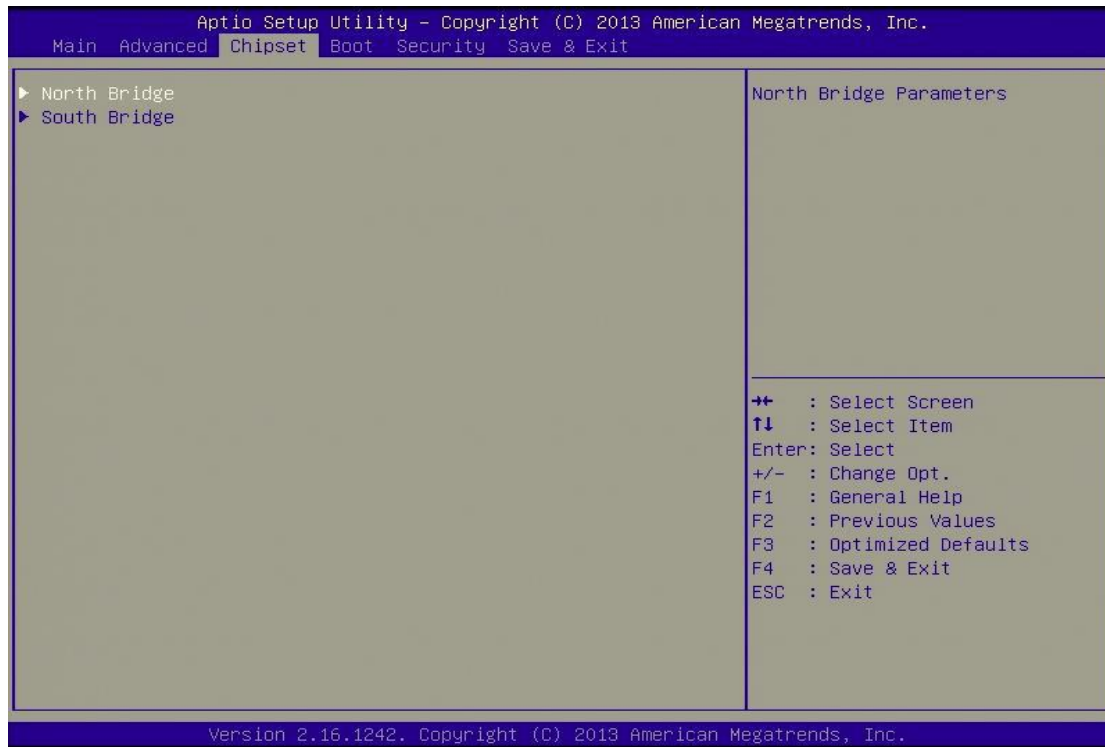 Aptio Setup Utility – Copyright (C) 2013 American Megatrends, Inc.
Main Advanced Chipset Boot Security Save & Exit
▶ North Bridge
▶ South Bridge
North Bridge Parameters
→← : Select Screen
↑↓ : Select Item
Enter: Select
+/- : Change Opt.
F1 : General Help
F2 : Previous Values
F3 : Optimized Defaults
F4 : Save & Exit
ESC : Exit
Version 2.16.1242. Copyright (C) 2013 American Megatrends, Inc.